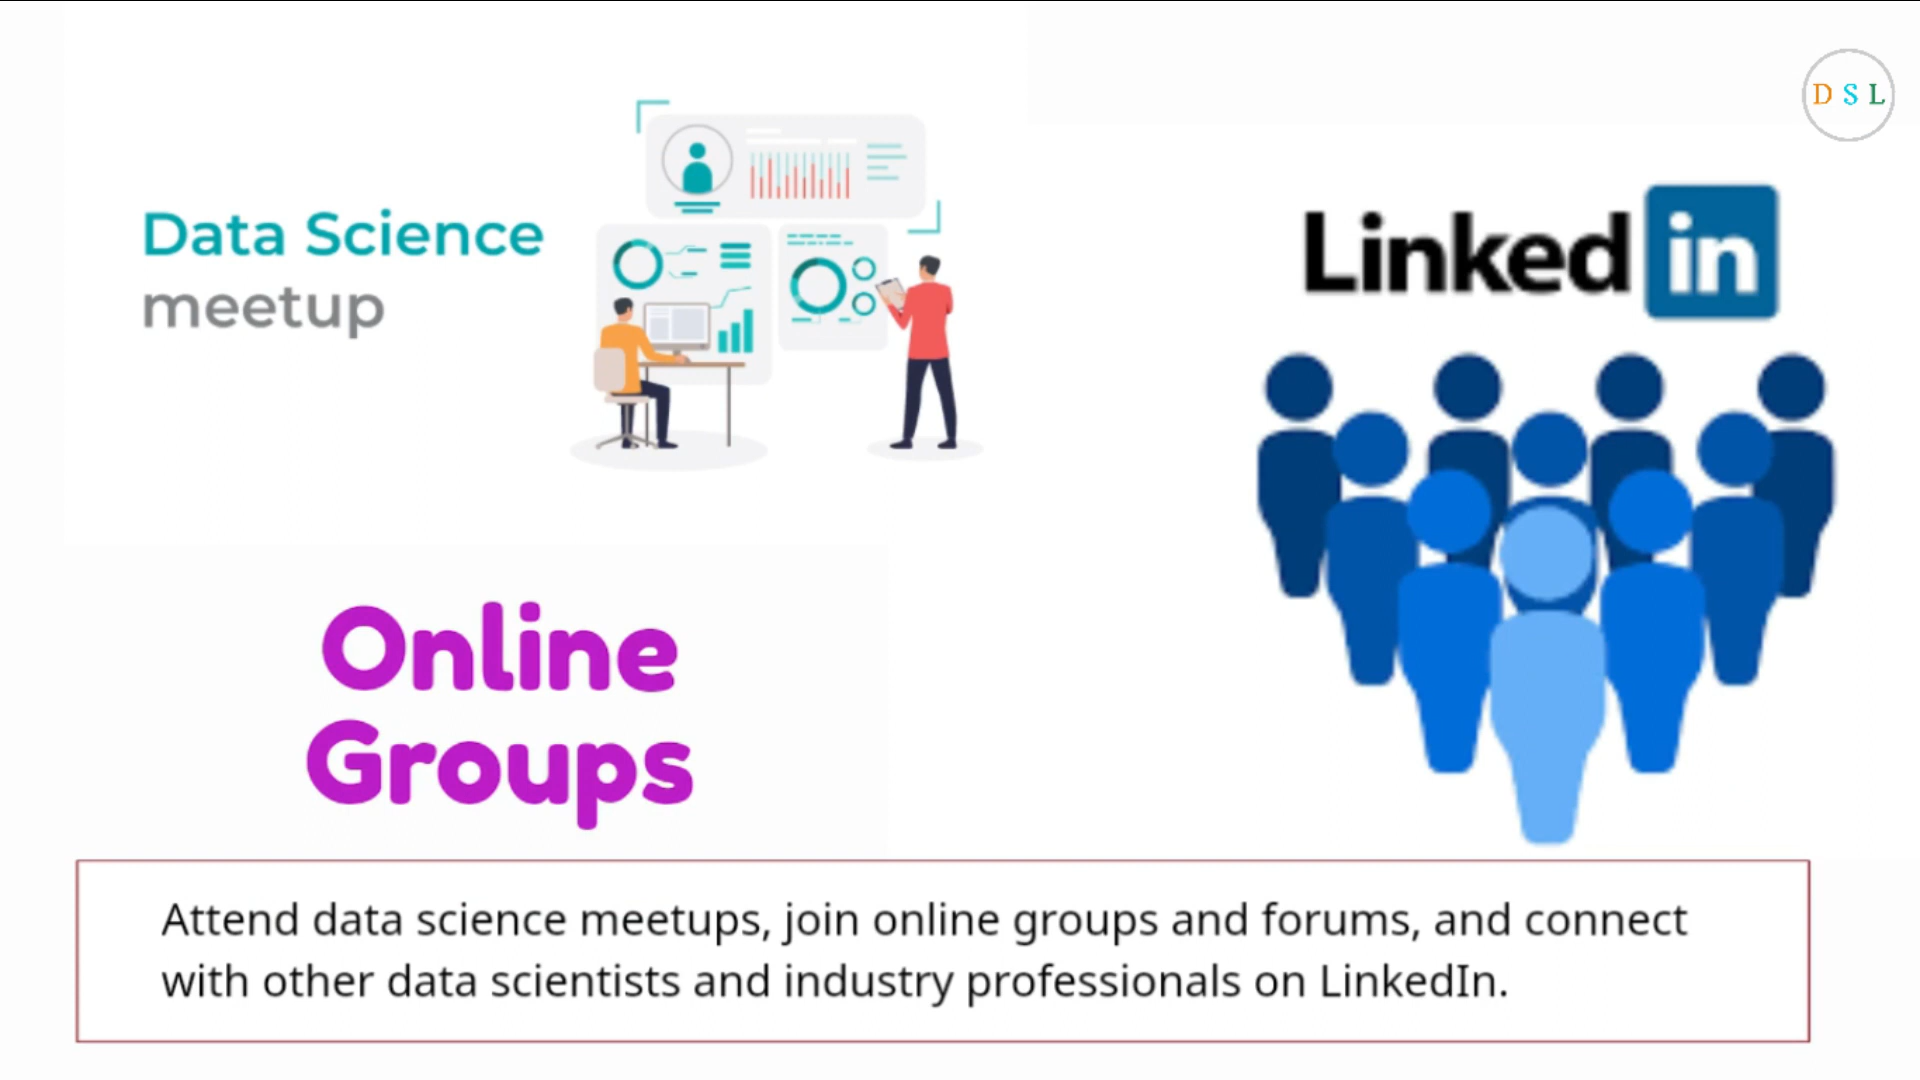 D S L
Data Science
meetup
Linked in
Online
Groups
Attend data science meetups, join online groups and forums, and connect
with other data scientists and industry professionals on LinkedIn.